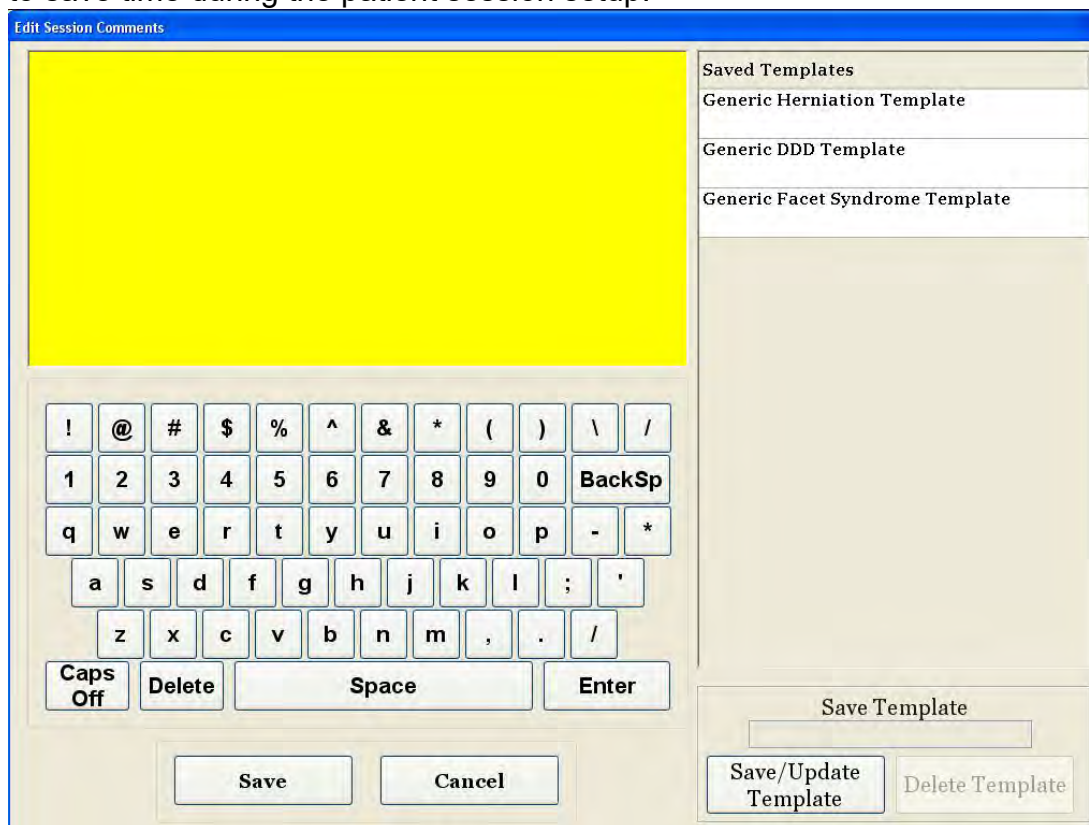 to save time during the patient session setup.
Edit Session Comments
Saved Templates
Generic Herniation Template
Generic DDD Template
Generic Facet Syndrome Template
! @ # $ % ^ & * ( ) \ /
1 2 3 4 5 6 7 8 9 0 BackSp
q w e r t y u i o p - *
a s d f g h j k l ; '
z x c v b n m , . /
Caps Off Delete Space Enter
Save Cancel
Save Template
Save/Update
Template
Delete Template